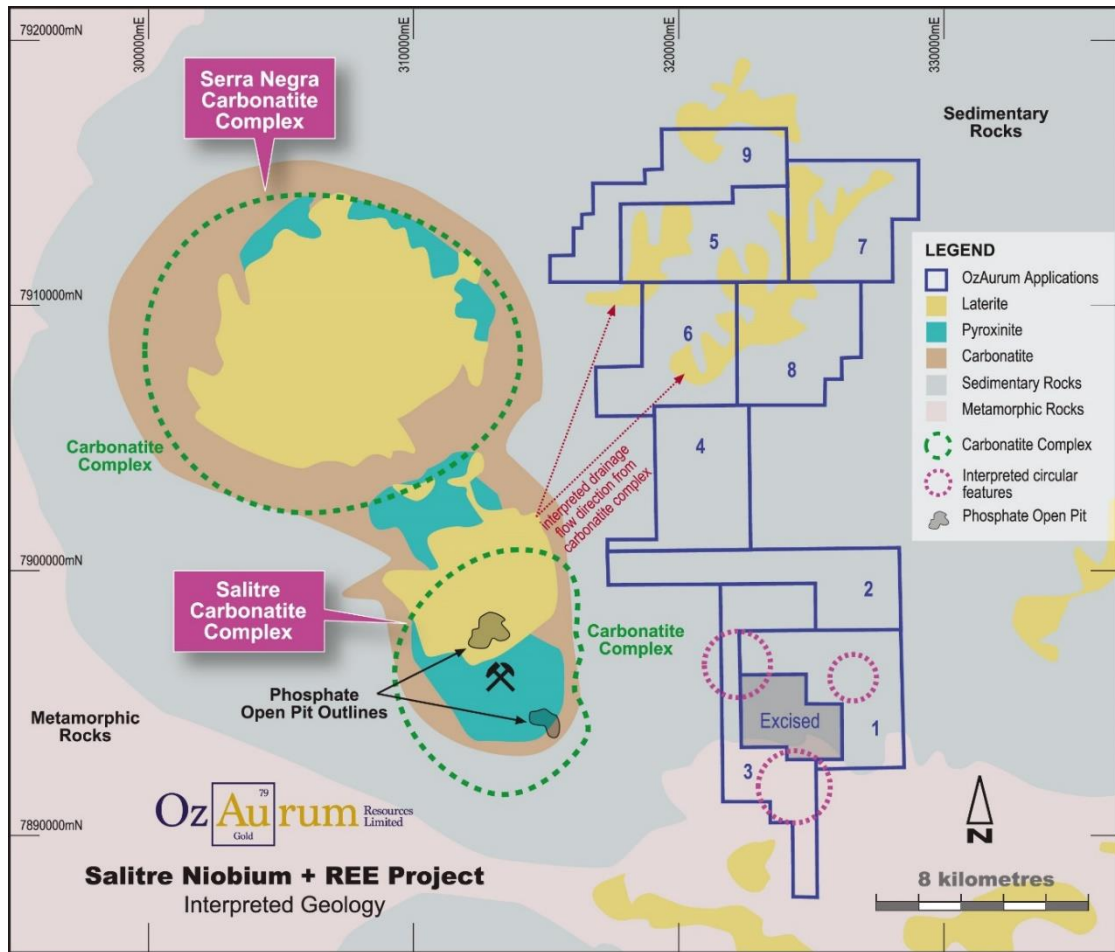 7920000mN
300000mE
310000mE
320000mE
330000mE
Serra Negra
Carbonatite
Complex
Sedimentary
Rocks
9
5
7
7910000mN
6
8
4
LEGEND
OzAurum Applications
Laterite
Pyroxinite
Carbonatite
Sedimentary Rocks
Metamorphic Rocks
Carbonatite Complex
Interpreted circular
features
Phosphate Open Pit
Carbonatite
Complex
interpreted drainage
flow direction from
carbonatite complex
7900000mN
Salitre
Carbonatite
Complex
Carbonatite
Complex
2
Phosphate
Open Pit Outlines
Metamorphic
Rocks
Excised
1
3
7890000mN
79
Oz Au rum Resources
Limited
Gold
Salitre Niobium + REE Project
Interpreted Geology
N
8 kilometres